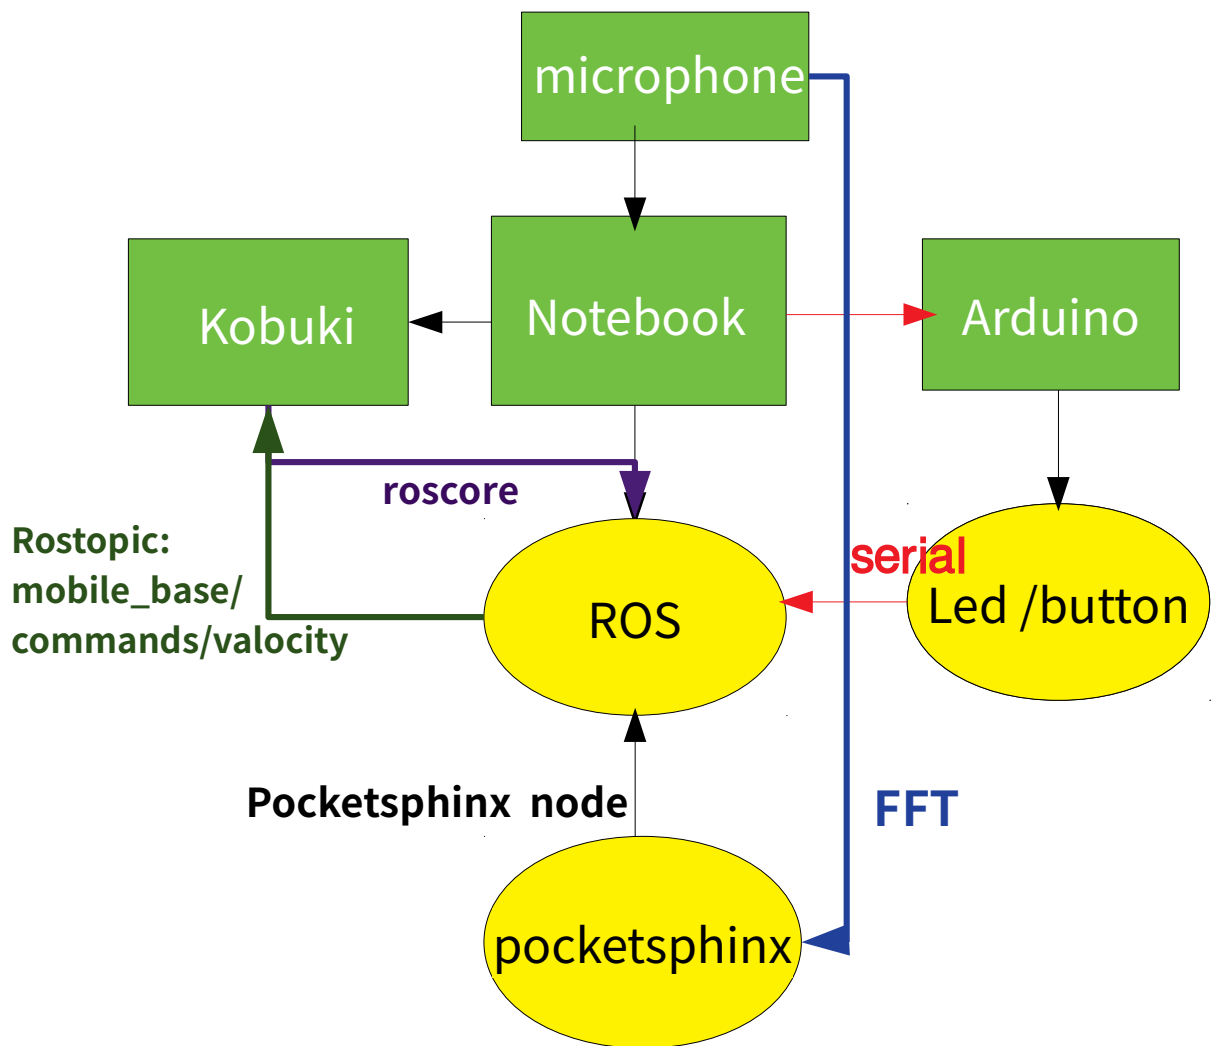 microphone
Kobuki
Notebook
Arduino
roscore
Rostopic:
mobile_base/
commands/valocity
serial
ROS
Led /button
Pocketsphinx node
FFT
pocketsphinx